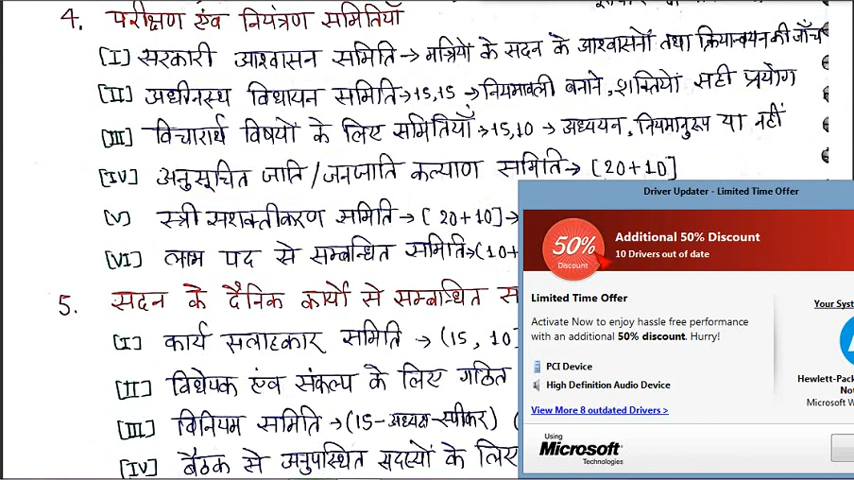 4. परीक्षण एंव नियंत्रण समितियाँ
[I] सरकारी आश्वासन समिति → मंत्रियों के सदन के आश्वासनों तथा क्रियान्वयन की जाँच
[II] अधीनस्थ विधायन समिति → 15,15 → नियमावली बनाने, शक्तियों सही प्रयोग
[III] विचारार्थ विषयों के लिए समितियाँ → 15,10 → अध्ययन, नियमानुरूप या नहीं
[IV] अनुसूचित जाति / जनजाति कल्याण समिति → [20+10]
[V] स्त्री सशक्तीकरण समिति → [20+10] →
[VI] लाभ पद से सम्बन्धित समिति → (10+
5. सदन के दैनिक कार्यो से सम्बन्धित स
[I] कार्य सलाहकार समिति → (15, 10]
[II] विधेयक एंव संकल्प के लिए गठित
[III] विनियम समिति → (15-अध्यक्ष-स्पीकर) (
[IV] बैठक से अनुपस्थित सदस्यों के लिए
Driver Updater - Limited Time Offer
50%
Discount
Additional 50% Discount
10 Drivers out of date
Limited Time Offer
Activate Now to enjoy hassle free performance
with an additional 50% discount. Hurry!
PCI Device
High Definition Audio Device
View More 8 outdated Drivers >
Your Syst
Hewlett-Pack
Not
Microsoft W
Using
Microsoft
Technologies